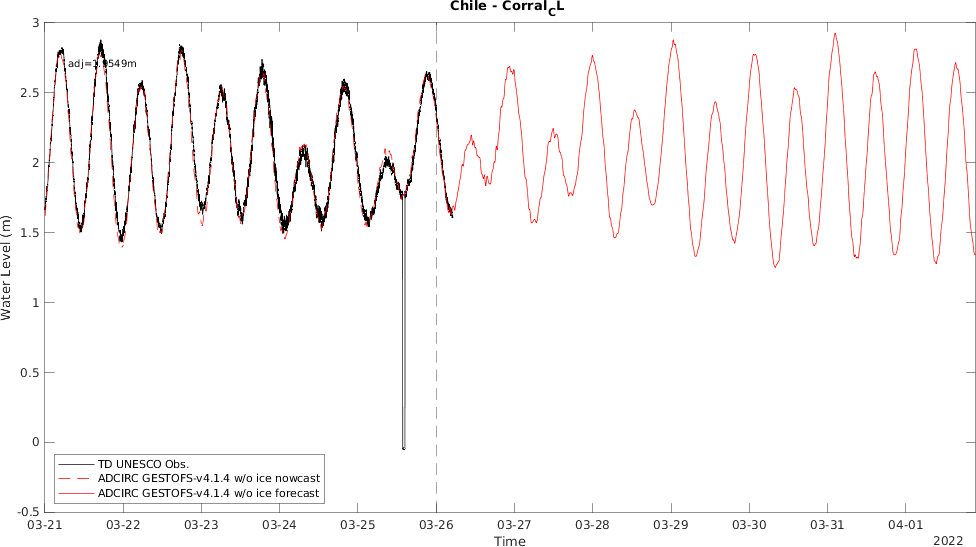 Chile - Corral_CL
adj=1.9549m
3
2.5
2
1.5
1
0.5
0
-0.5
Water Level (m)
TD UNESCO Obs.
ADCIRC GESTOFS-v4.1.4 w/o ice nowcast
ADCIRC GESTOFS-v4.1.4 w/o ice forecast
03-21 03-22 03-23 03-24 03-25 03-26 03-27 03-28 03-29 03-30 03-31 04-01
Time
2022